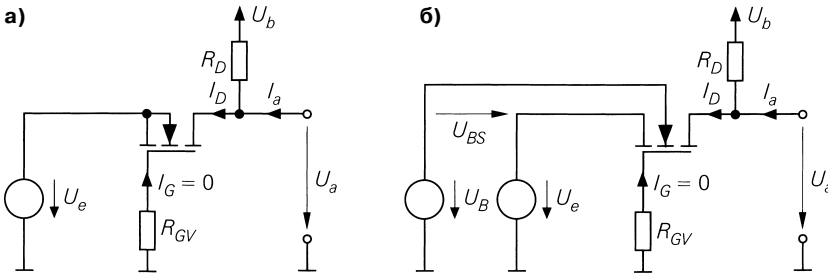 а)
U_b
R_D
I_D
I_a
U_e
I_G = 0
U_a
R_GV
б)
U_b
R_D
I_D
I_a
U_BS
U_B
U_e
I_G = 0
U_a
R_GV